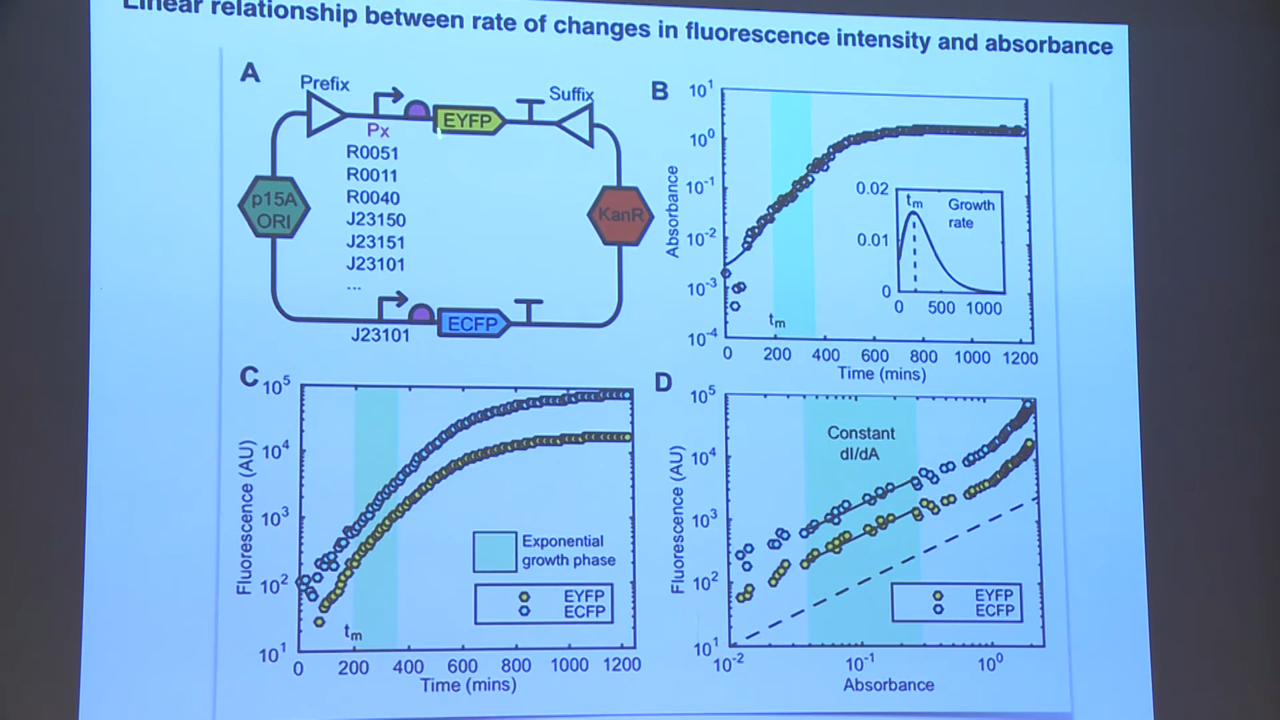 Linear relationship between rate of changes in fluorescence intensity and absorbance
A
Prefix
Suffix
EYFP
Px
R0051
R0011
R0040
J23150
J23151
J23101
...
p15A
ORI
KanR
J23101
ECFP
B
10¹
10⁰
10⁻¹
10⁻²
10⁻³
10⁻⁴
Absorbance
0.02
0.01
0
tm
Growth
rate
0 500 1000
tm
0 200 400 600 800 1000 1200
Time (mins)
C
10⁵
10⁴
10³
10²
10¹
Fluorescence (AU)
Exponential
growth phase
EYFP
ECFP
tm
0 200 400 600 800 1000 1200
Time (mins)
D
10⁵
10⁴
10³
10²
10¹
Fluorescence (AU)
Constant
dI/dA
EYFP
ECFP
10⁻² 10⁻¹ 10⁰
Absorbance